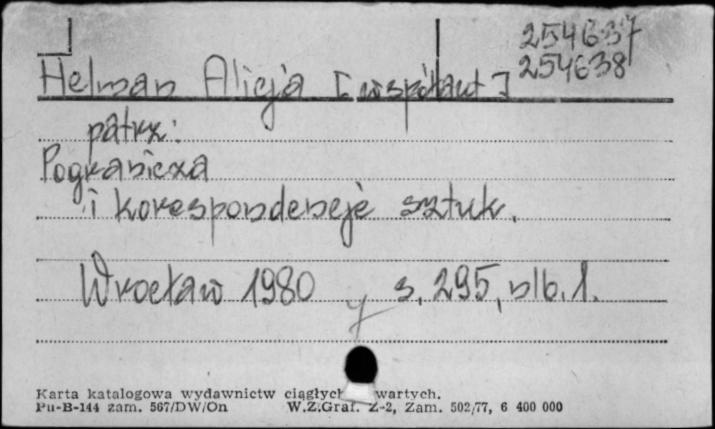 254637
254638
Helman Alicja [współaut]
patrz:
Pogranicza
i korespondencje sztuk.
Wrocław 1980 s. 295, nlb. 1.
Karta katalogowa wydawnictw ciągłych wartych.
Pu-B-144 zam. 567/DW/On W.Z.Graf. Z-2, Zam. 502/77, 6 400 000